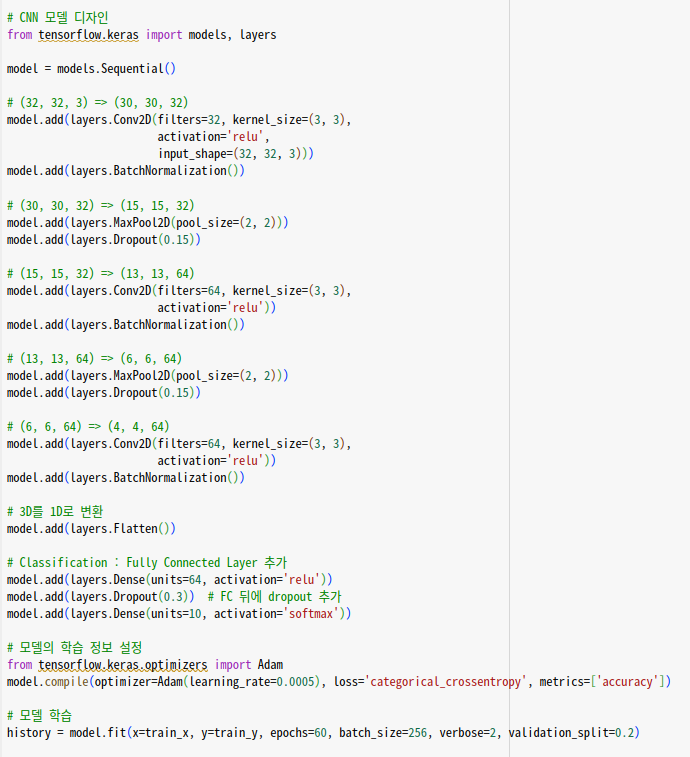 # CNN 모델 디자인
from tensorflow.keras import models, layers
model = models.Sequential()
# (32, 32, 3) => (30, 30, 32)
model.add(layers.Conv2D(filters=32, kernel_size=(3, 3),
activation='relu',
input_shape=(32, 32, 3)))
model.add(layers.BatchNormalization())
# (30, 30, 32) => (15, 15, 32)
model.add(layers.MaxPool2D(pool_size=(2, 2)))
model.add(layers.Dropout(0.15))
# (15, 15, 32) => (13, 13, 64)
model.add(layers.Conv2D(filters=64, kernel_size=(3, 3),
activation='relu'))
model.add(layers.BatchNormalization())
# (13, 13, 64) => (6, 6, 64)
model.add(layers.MaxPool2D(pool_size=(2, 2)))
model.add(layers.Dropout(0.15))
# (6, 6, 64) => (4, 4, 64)
model.add(layers.Conv2D(filters=64, kernel_size=(3, 3),
activation='relu'))
model.add(layers.BatchNormalization())
# 3D를 1D로 변환
model.add(layers.Flatten())
# Classification : Fully Connected Layer 추가
model.add(layers.Dense(units=64, activation='relu'))
model.add(layers.Dropout(0.3))  # FC 뒤에 dropout 추가
model.add(layers.Dense(units=10, activation='softmax'))
# 모델의 학습 정보 설정
from tensorflow.keras.optimizers import Adam
model.compile(optimizer=Adam(learning_rate=0.0005), loss='categorical_crossentropy', metrics=['accuracy'])
# 모델 학습
history = model.fit(x=train_x, y=train_y, epochs=60, batch_size=256, verbose=2, validation_split=0.2)